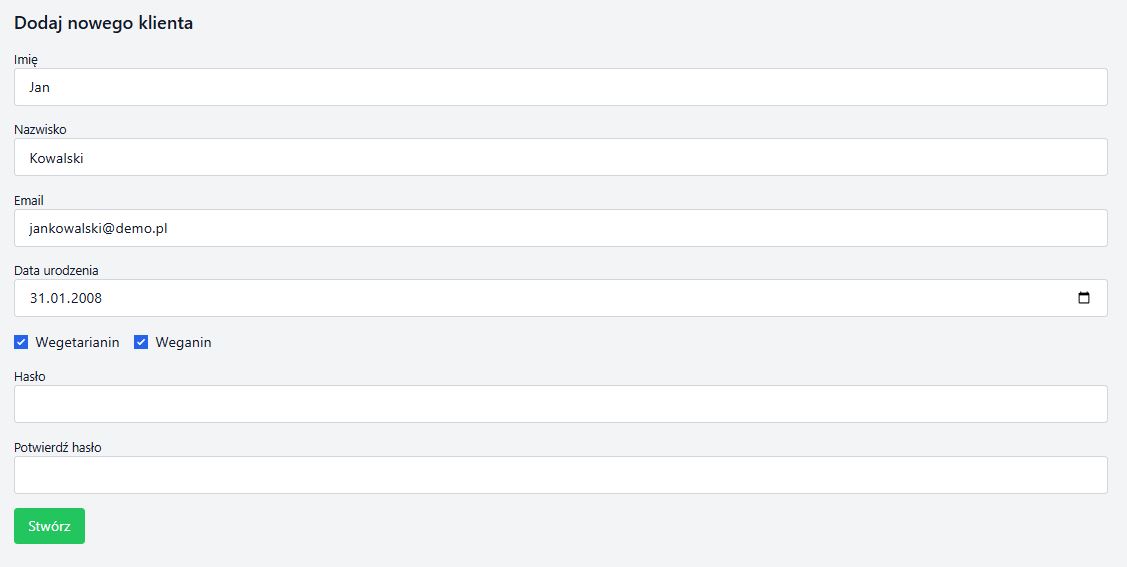 Dodaj nowego klienta
Imię
Jan
Nazwisko
Kowalski
Email
jankowalski@demo.pl
Data urodzenia
31.01.2008
Wegetarianin Weganin
Hasło
Potwierdź hasło
Stwórz